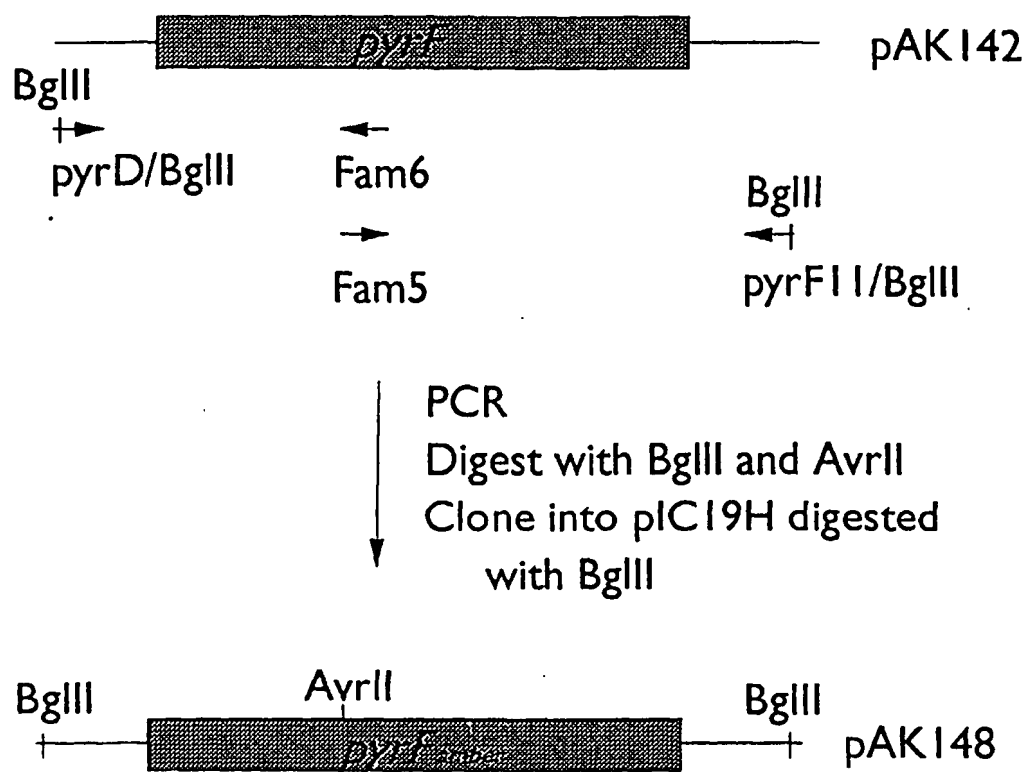 pyrF
pAK142
BglII
pyrD/BglII
Fam6
BglII
Fam5
pyrF11/BglII
PCR
Digest with BglII and AvrII
Clone into pIC19H digested
with BglII
BglII
AvrII
BglII
pyrF amber
pAK148